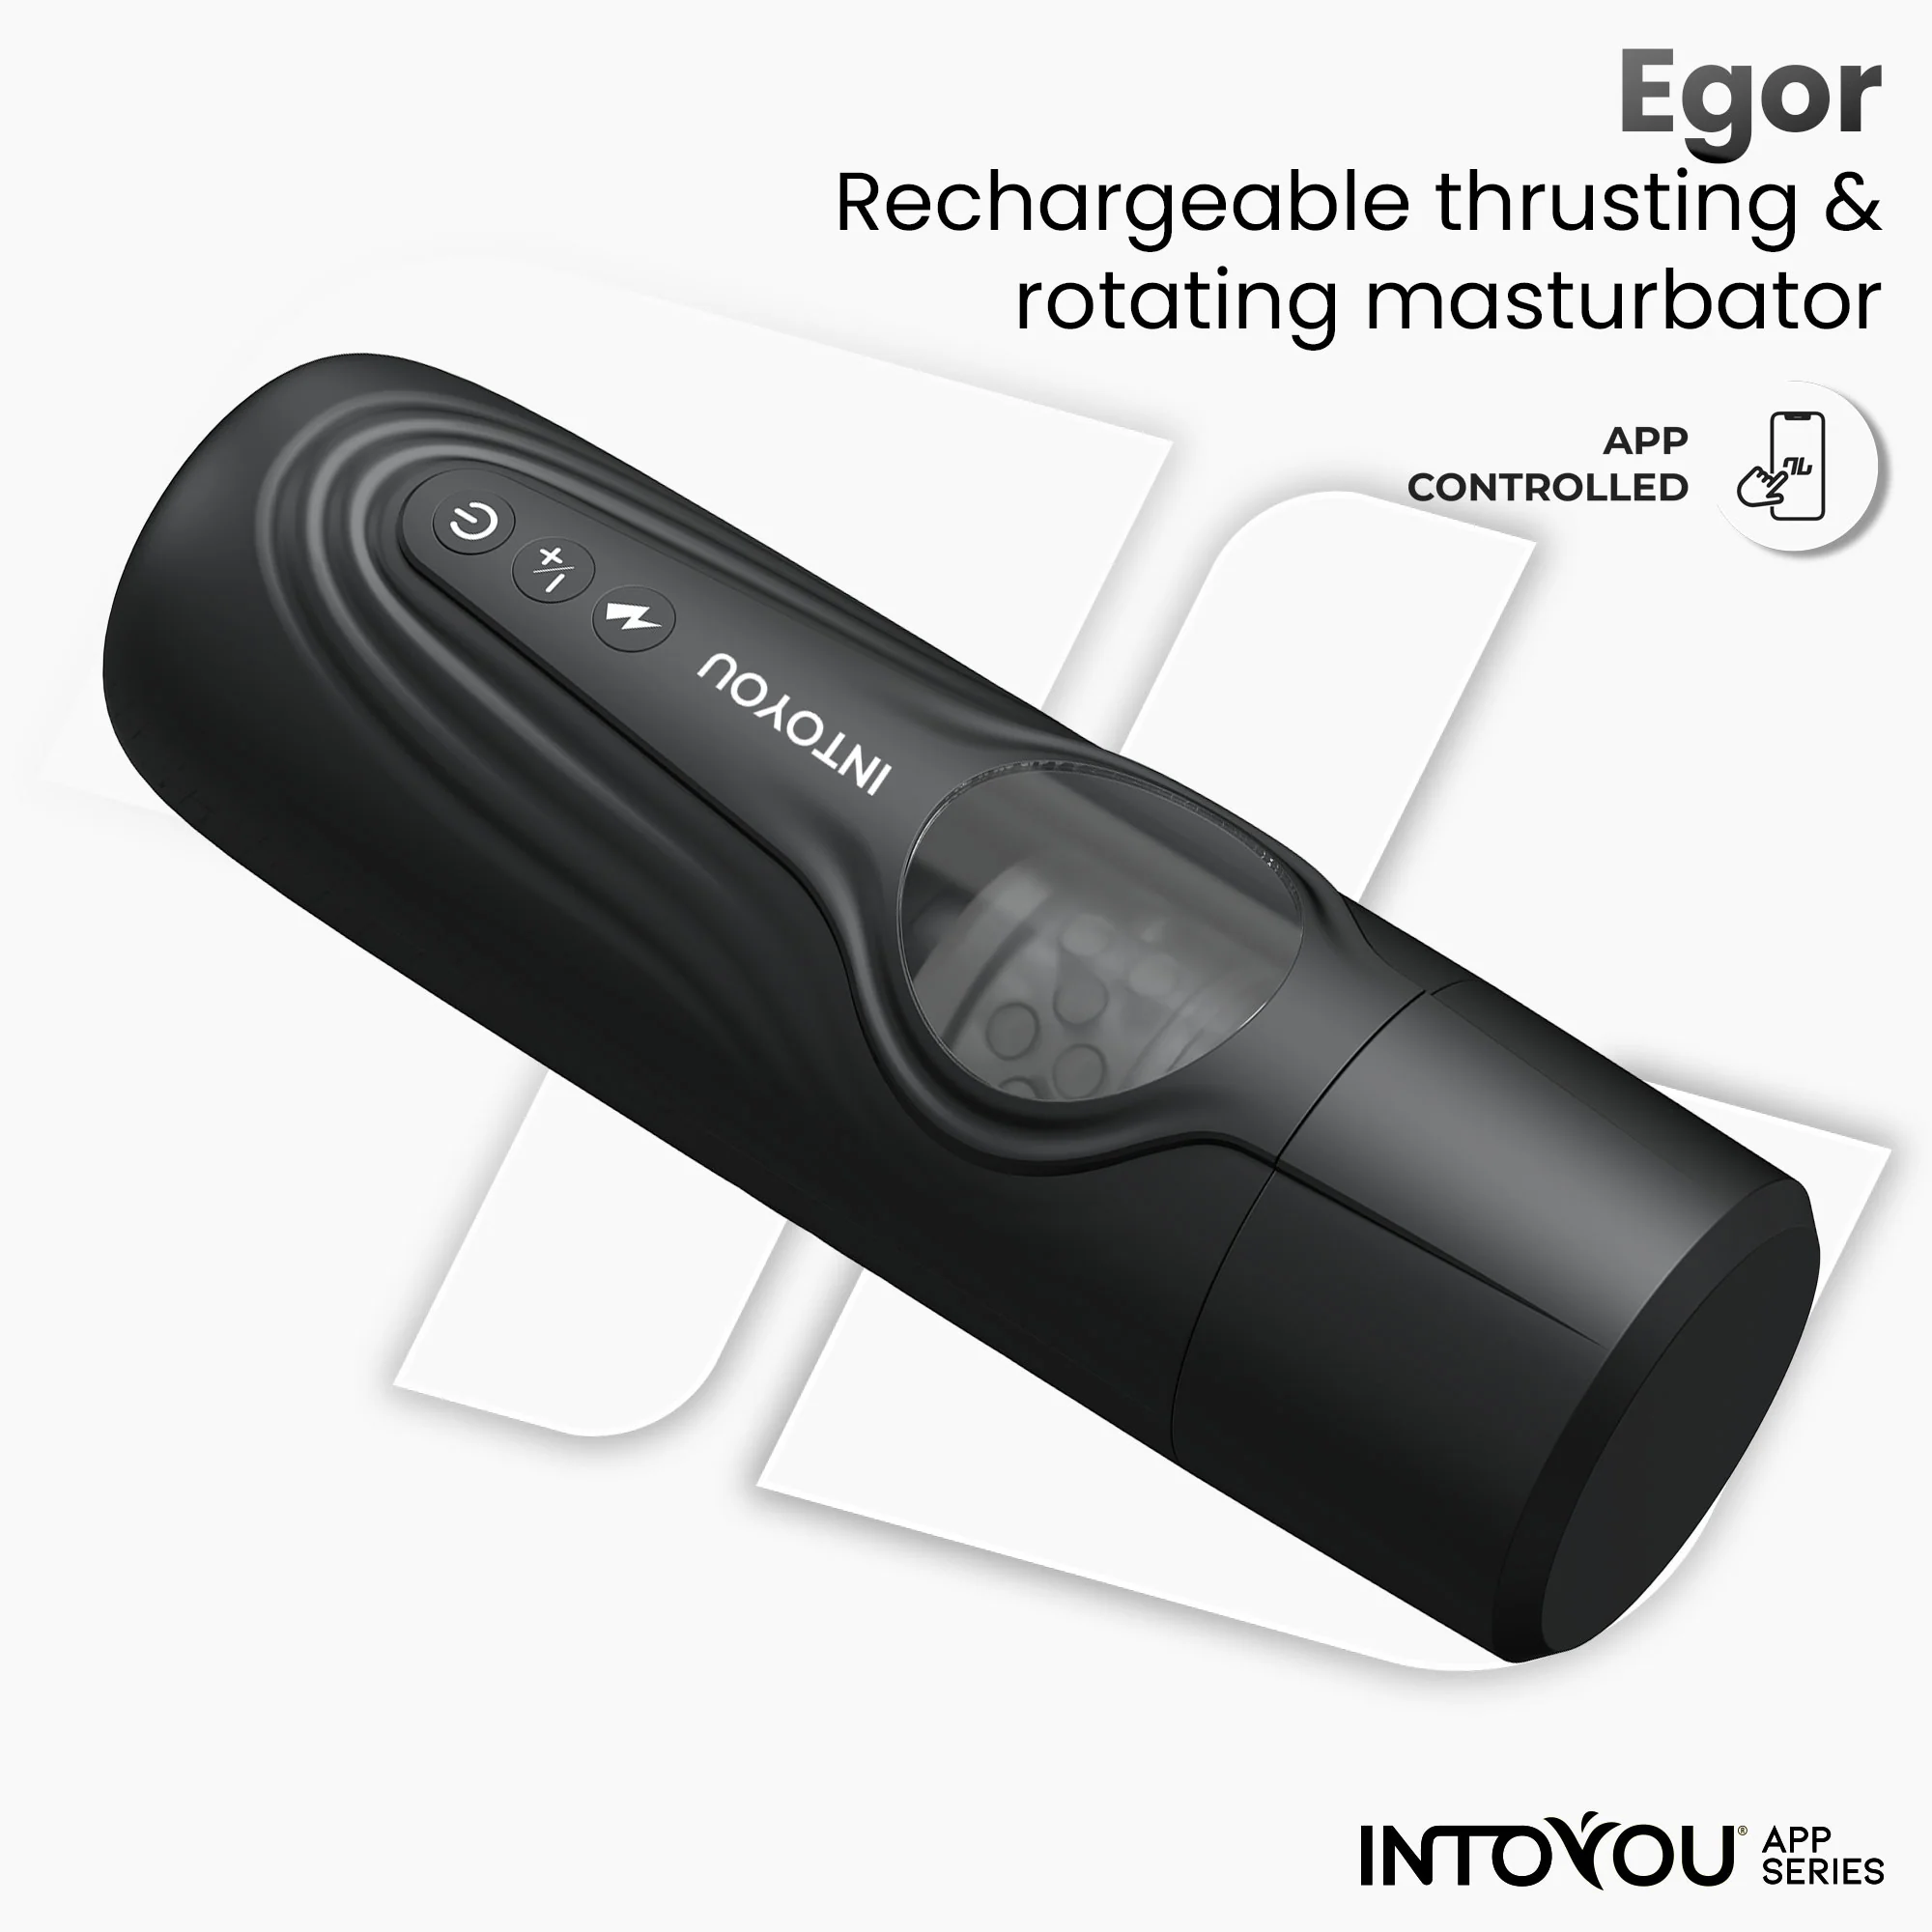 Egor
Rechargeable thrusting &
rotating masturbator
APP
CONTROLLED
INTOYOU
INTOYOU® APP
SERIES